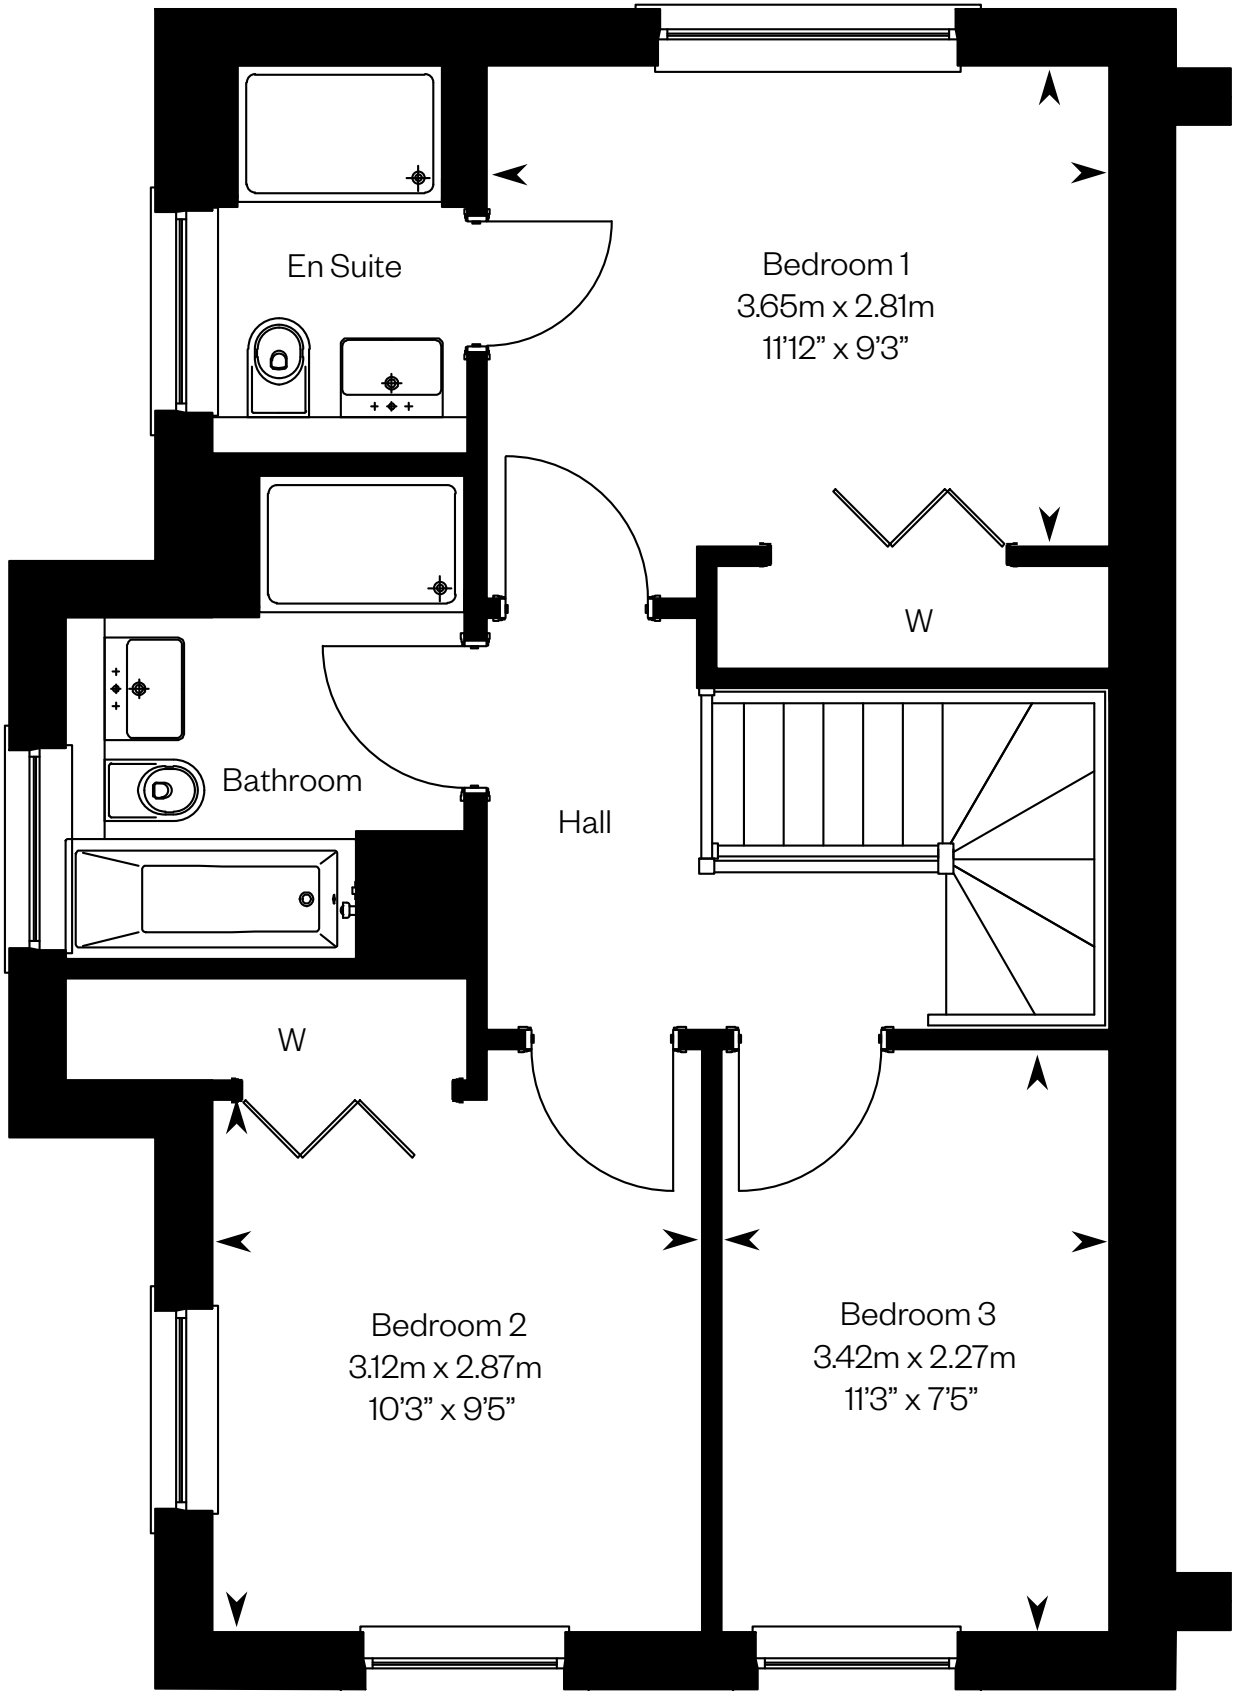 En Suite
Bedroom 1
3.65m x 2.81m
11’12” x 9’3”
W
Bathroom
Hall
W
Bedroom 2
3.12m x 2.87m
10’3” x 9’5”
Bedroom 3
3.42m x 2.27m
11’3” x 7’5”